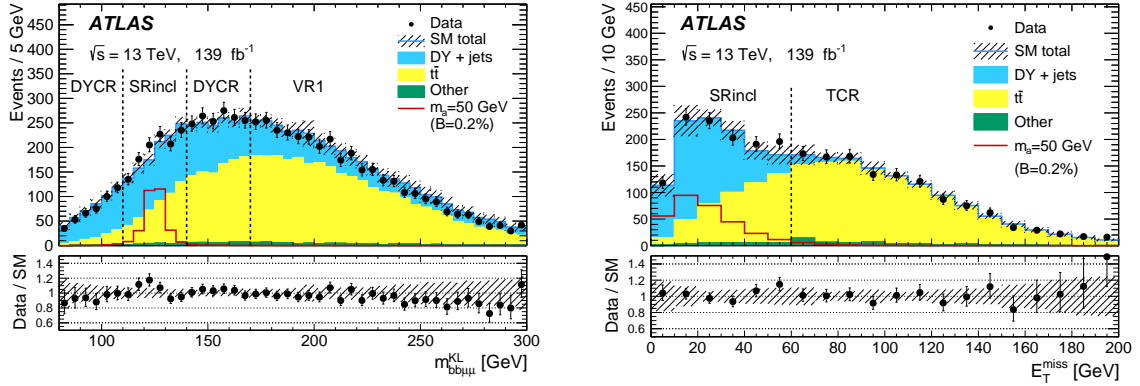 Events / 5 GeV
500
450
400
350
300
250
200
150
100
50
0
ATLAS
√s = 13 TeV, 139 fb⁻¹
DYCR SRincl DYCR VR1
Data
SM total
DY + jets
tt̄
Other
mₐ=50 GeV
(B=0.2%)
Data / SM
1.4
1.2
1
0.8
0.6
100 150 200 250 300
m^KL_bbμμ [GeV]
Events / 10 GeV
500
450
400
350
300
250
200
150
100
50
0
ATLAS
√s = 13 TeV, 139 fb⁻¹
SRincl TCR
Data
SM total
DY + jets
tt̄
Other
mₐ=50 GeV
(B=0.2%)
Data / SM
1.4
1.2
1
0.8
0.6
0 20 40 60 80 100 120 140 160 180 200
E_T^miss [GeV]